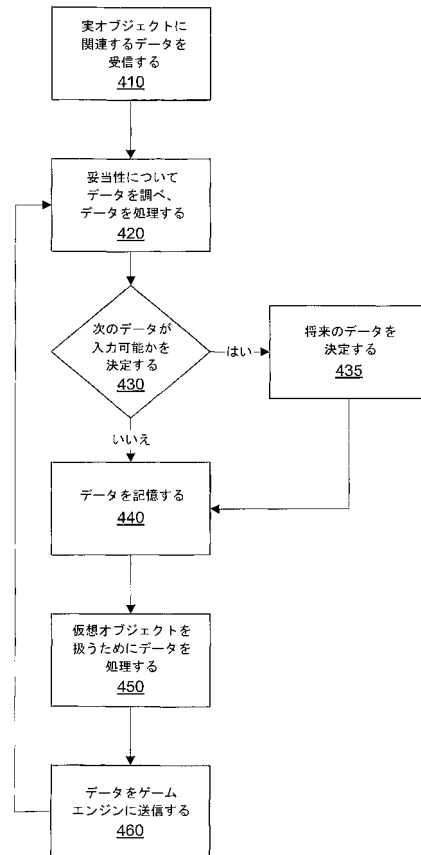 実オブジェクトに
関連するデータを
受信する
410
妥当性について
データを調べ、
データを処理する
420
次のデータが
入力可能かを
決定する
430
はい
将来のデータを
決定する
435
いいえ
データを記憶する
440
仮想オブジェクトを
扱うためにデータを
処理する
450
データをゲーム
エンジンに送信する
460